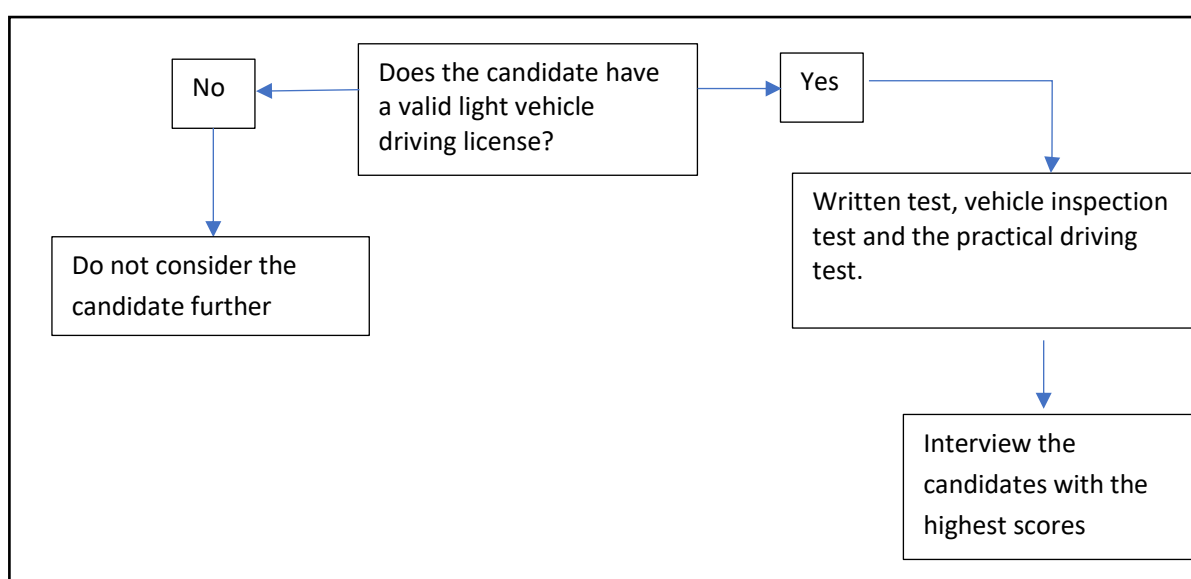 No
Does the candidate have
a valid light vehicle
driving license?
Yes
Do not consider the
candidate further
Written test, vehicle inspection
test and the practical driving
test.
Interview the
candidates with the
highest scores